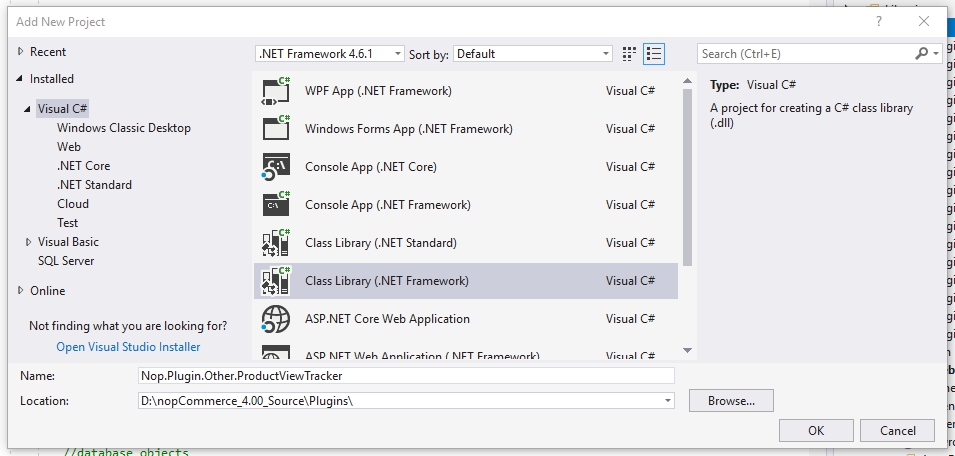 Add New Project
?
Recent
.NET Framework 4.6.1 Sort by: Default
Search (Ctrl+E)
Installed
Visual C#
Windows Classic Desktop
Web
.NET Core
.NET Standard
Cloud
Test
Visual Basic
SQL Server
Online
Not finding what you are looking for?
Open Visual Studio Installer
WPF App (.NET Framework) Visual C#
Windows Forms App (.NET Framework) Visual C#
Console App (.NET Core) Visual C#
Console App (.NET Framework) Visual C#
Class Library (.NET Standard) Visual C#
Class Library (.NET Framework) Visual C#
ASP.NET Core Web Application Visual C#
ASP.NET Web Application (.NET Framework) Visual C#
Type: Visual C#
A project for creating a C# class library
(.dll)
Name: Nop.Plugin.Other.ProductViewTracker
Location: D:\nopCommerce_4.00_Source\Plugins\
Browse...
OK Cancel
//database objects